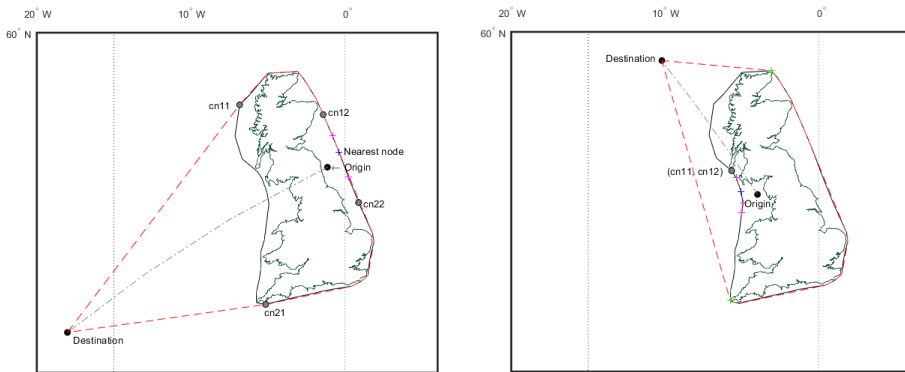 20° W 10° W 0°
60° N
cn11
cn12
Nearest node
Origin
cn22
cn21
Destination
20° W 10° W 0°
60° N
Destination
(cn11, cn12)
Origin